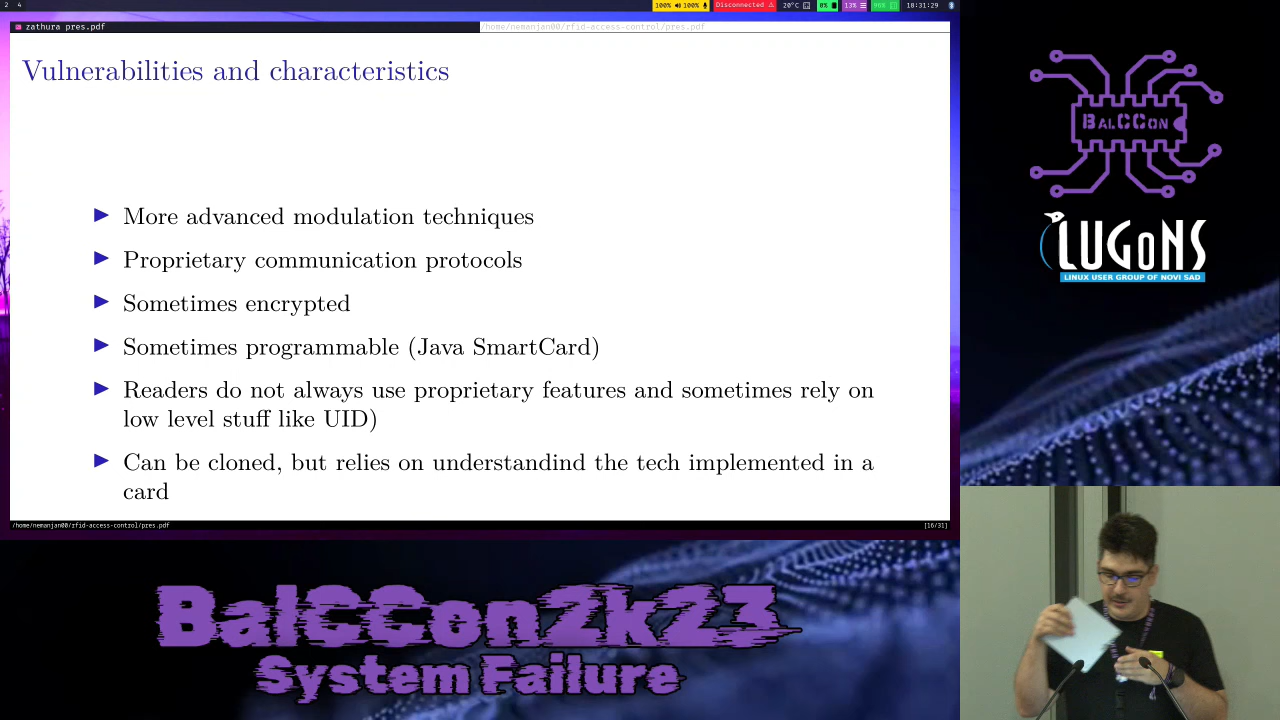 2 4
100% 100%
Disconnected
20°C
0%
13%
96%
18:31:29
zathura pres.pdf
/home/nemanjan00/rfid-access-control/pres.pdf
Vulnerabilities and characteristics
More advanced modulation techniques
Proprietary communication protocols
Sometimes encrypted
Sometimes programmable (Java SmartCard)
Readers do not always use proprietary features and sometimes rely on
low level stuff like UID)
Can be cloned, but relies on understandind the tech implemented in a
card
/home/nemanjan00/rfid-access-control/pres.pdf
[16/31]
BalCCon
LUGoNS
LINUX USER GROUP OF NOVI SAD
BalCCon2k23
System Failure